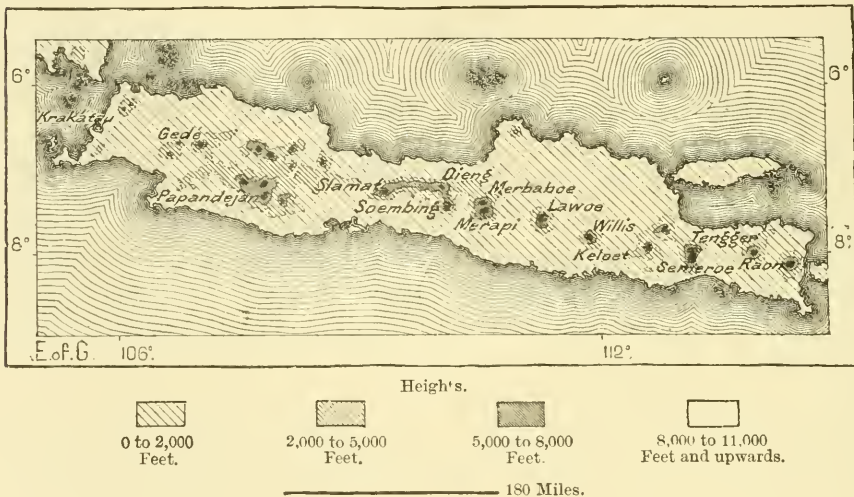 6°
6°
Krakatau
Gedé
Papandejan
Slamat
Dieng
Soembing
Merbaboe
Merapi
Lawoe
Willis
Keloet
Tengger
Semeroe
Raon
8°
8°
E. of. G. 106°. 112°.
Heigh's.
0 to 2,000 2,000 to 5,000 5,000 to 8,000 8,000 to 11,000
Feet. Feet. Feet. Feet and upwards.
180 Miles.